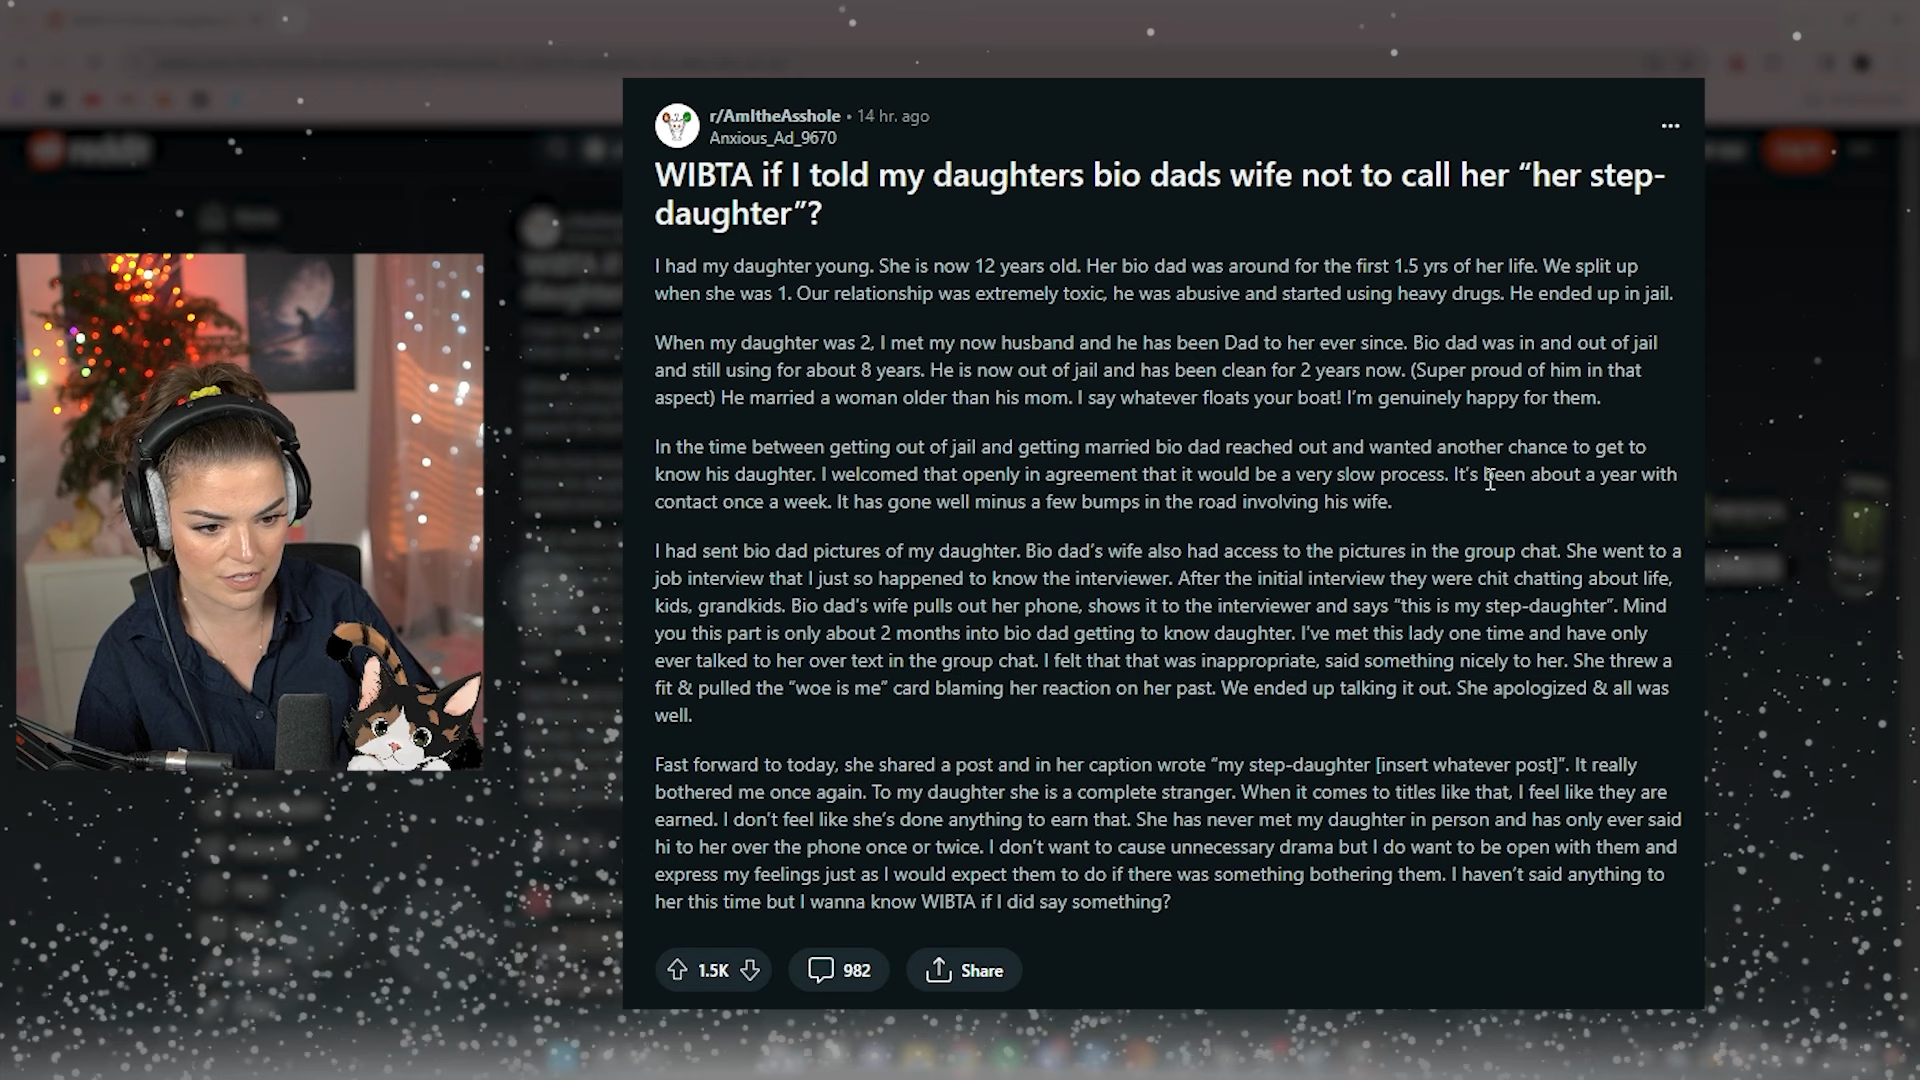 r/AmItheAsshole • 14 hr. ago
Anxious_Ad_9670
WIBTA if I told my daughters bio dads wife not to call her “her step-
daughter”?
I had my daughter young. She is now 12 years old. Her bio dad was around for the first 1.5 yrs of her life. We split up
when she was 1. Our relationship was extremely toxic, he was abusive and started using heavy drugs. He ended up in jail.
When my daughter was 2, I met my now husband and he has been Dad to her ever since. Bio dad was in and out of jail
and still using for about 8 years. He is now out of jail and has been clean for 2 years now. (Super proud of him in that
aspect) He married a woman older than his mom. I say whatever floats your boat! I’m genuinely happy for them.
In the time between getting out of jail and getting married bio dad reached out and wanted another chance to get to
know his daughter. I welcomed that openly in agreement that it would be a very slow process. It’s been about a year with
contact once a week. It has gone well minus a few bumps in the road involving his wife.
I had sent bio dad pictures of my daughter. Bio dad’s wife also had access to the pictures in the group chat. She went to a
job interview that I just so happened to know the interviewer. After the initial interview they were chit chatting about life,
kids, grandkids. Bio dad’s wife pulls out her phone, shows it to the interviewer and says “this is my step-daughter”. Mind
you this part is only about 2 months into bio dad getting to know daughter. I’ve met this lady one time and have only
ever talked to her over text in the group chat. I felt that that was inappropriate, said something nicely to her. She threw a
fit & pulled the “woe is me” card blaming her reaction on her past. We ended up talking it out. She apologized & all was
well.
Fast forward to today, she shared a post and in her caption wrote “my step-daughter [insert whatever post]”. It really
bothered me once again. To my daughter she is a complete stranger. When it comes to titles like that, I feel like they are
earned. I don’t feel like she’s done anything to earn that. She has never met my daughter in person and has only ever said
hi to her over the phone once or twice. I don’t want to cause unnecessary drama but I do want to be open with them and
express my feelings just as I would expect them to do if there was something bothering them. I haven’t said anything to
her this time but I wanna know WIBTA if I did say something?
1.5K
982
Share
reddit